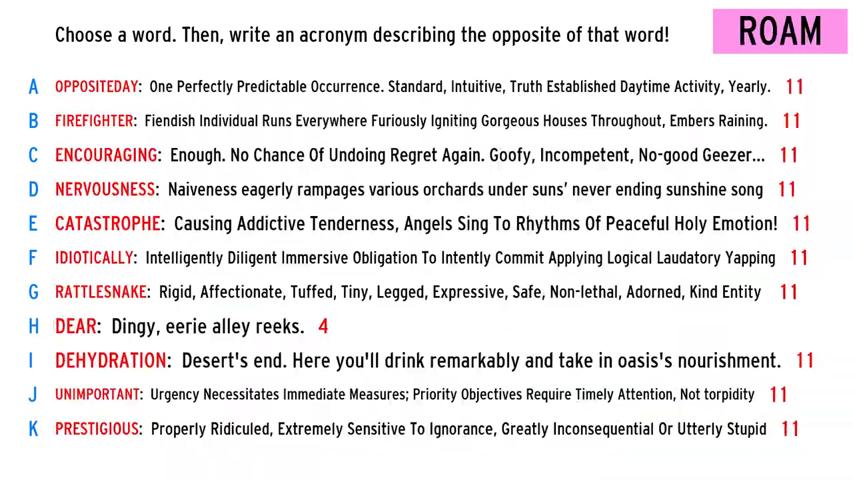 Choose a word. Then, write an acronym describing the opposite of that word!
ROAM
A OPPOSITEDAY: One Perfectly Predictable Occurrence. Standard, Intuitive, Truth Established Daytime Activity, Yearly. 11
B FIREFIGHTER: Fiendish Individual Runs Everywhere Furiously Igniting Gorgeous Houses Throughout, Embers Raining. 11
C ENCOURAGING: Enough. No Chance Of Undoing Regret Again. Goofy, Incompetent, No-good Geezer... 11
D NERVOUSNESS: Naiveness eagerly rampages various orchards under suns' never ending sunshine song 11
E CATASTROPHE: Causing Addictive Tenderness, Angels Sing To Rhythms Of Peaceful Holy Emotion! 11
F IDIOTICALLY: Intelligently Diligent Immersive Obligation To Intently Commit Applying Logical Laudatory Yapping 11
G RATTLESNAKE: Rigid, Affectionate, Tuffed, Tiny, Legged, Expressive, Safe, Non-lethal, Adorned, Kind Entity 11
H DEAR: Dingy, eerie alley reeks. 4
I DEHYDRATION: Desert's end. Here you'll drink remarkably and take in oasis's nourishment. 11
J UNIMPORTANT: Urgency Necessitates Immediate Measures; Priority Objectives Require Timely Attention, Not torpidity 11
K PRESTIGIOUS: Properly Ridiculed, Extremely Sensitive To Ignorance, Greatly Inconsequential Or Utterly Stupid 11